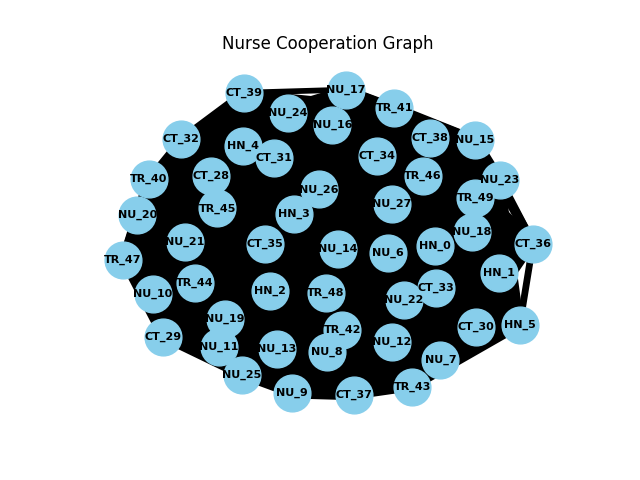 Nurse Cooperation Graph
CT_39
NU_17
NU_24
TR_41
NU_16
CT_32
CT_38
NU_15
HN_4
CT_31
CT_34
TR_40
CT_28
TR_46
NU_23
NU_26
TR_49
NU_20
TR_45
HN_3
NU_27
NU_18
NU_21
CT_35
NU_14
NU_6
HN_0
CT_36
TR_47
HN_1
NU_10
TR_44
HN_2
TR_48
NU_22
CT_33
NU_19
CT_29
TR_42
CT_30
HN_5
NU_11
NU_13
NU_8
NU_12
NU_7
NU_25
NU_9
CT_37
TR_43